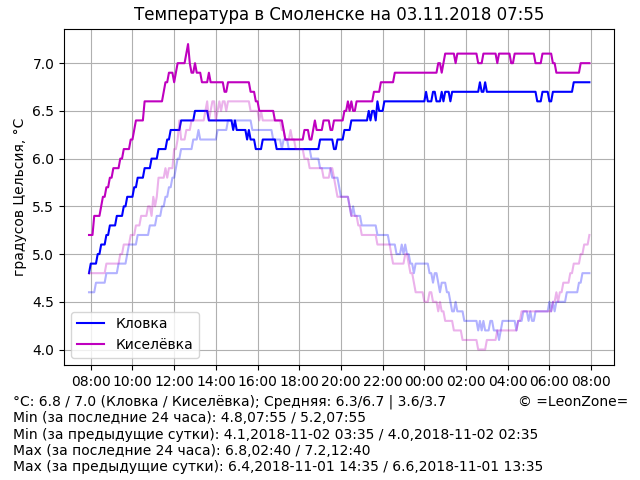 Температура в Смоленске на 03.11.2018 07:55
градусов Цельсия, °C
7.0
6.5
6.0
5.5
5.0
4.5
4.0
Кловка
Киселёвка
08:00 10:00 12:00 14:00 16:00 18:00 20:00 22:00 00:00 02:00 04:00 06:00 08:00
°C: 6.8 / 7.0 (Кловка / Киселёвка); Средняя: 6.3/6.7 | 3.6/3.7 © =LeonZone=
Min (за последние 24 часа): 4.8,07:55 / 5.2,07:55
Min (за предыдущие сутки): 4.1,2018-11-02 03:35 / 4.0,2018-11-02 02:35
Max (за последние 24 часа): 6.8,02:40 / 7.2,12:40
Max (за предыдущие сутки): 6.4,2018-11-01 14:35 / 6.6,2018-11-01 13:35